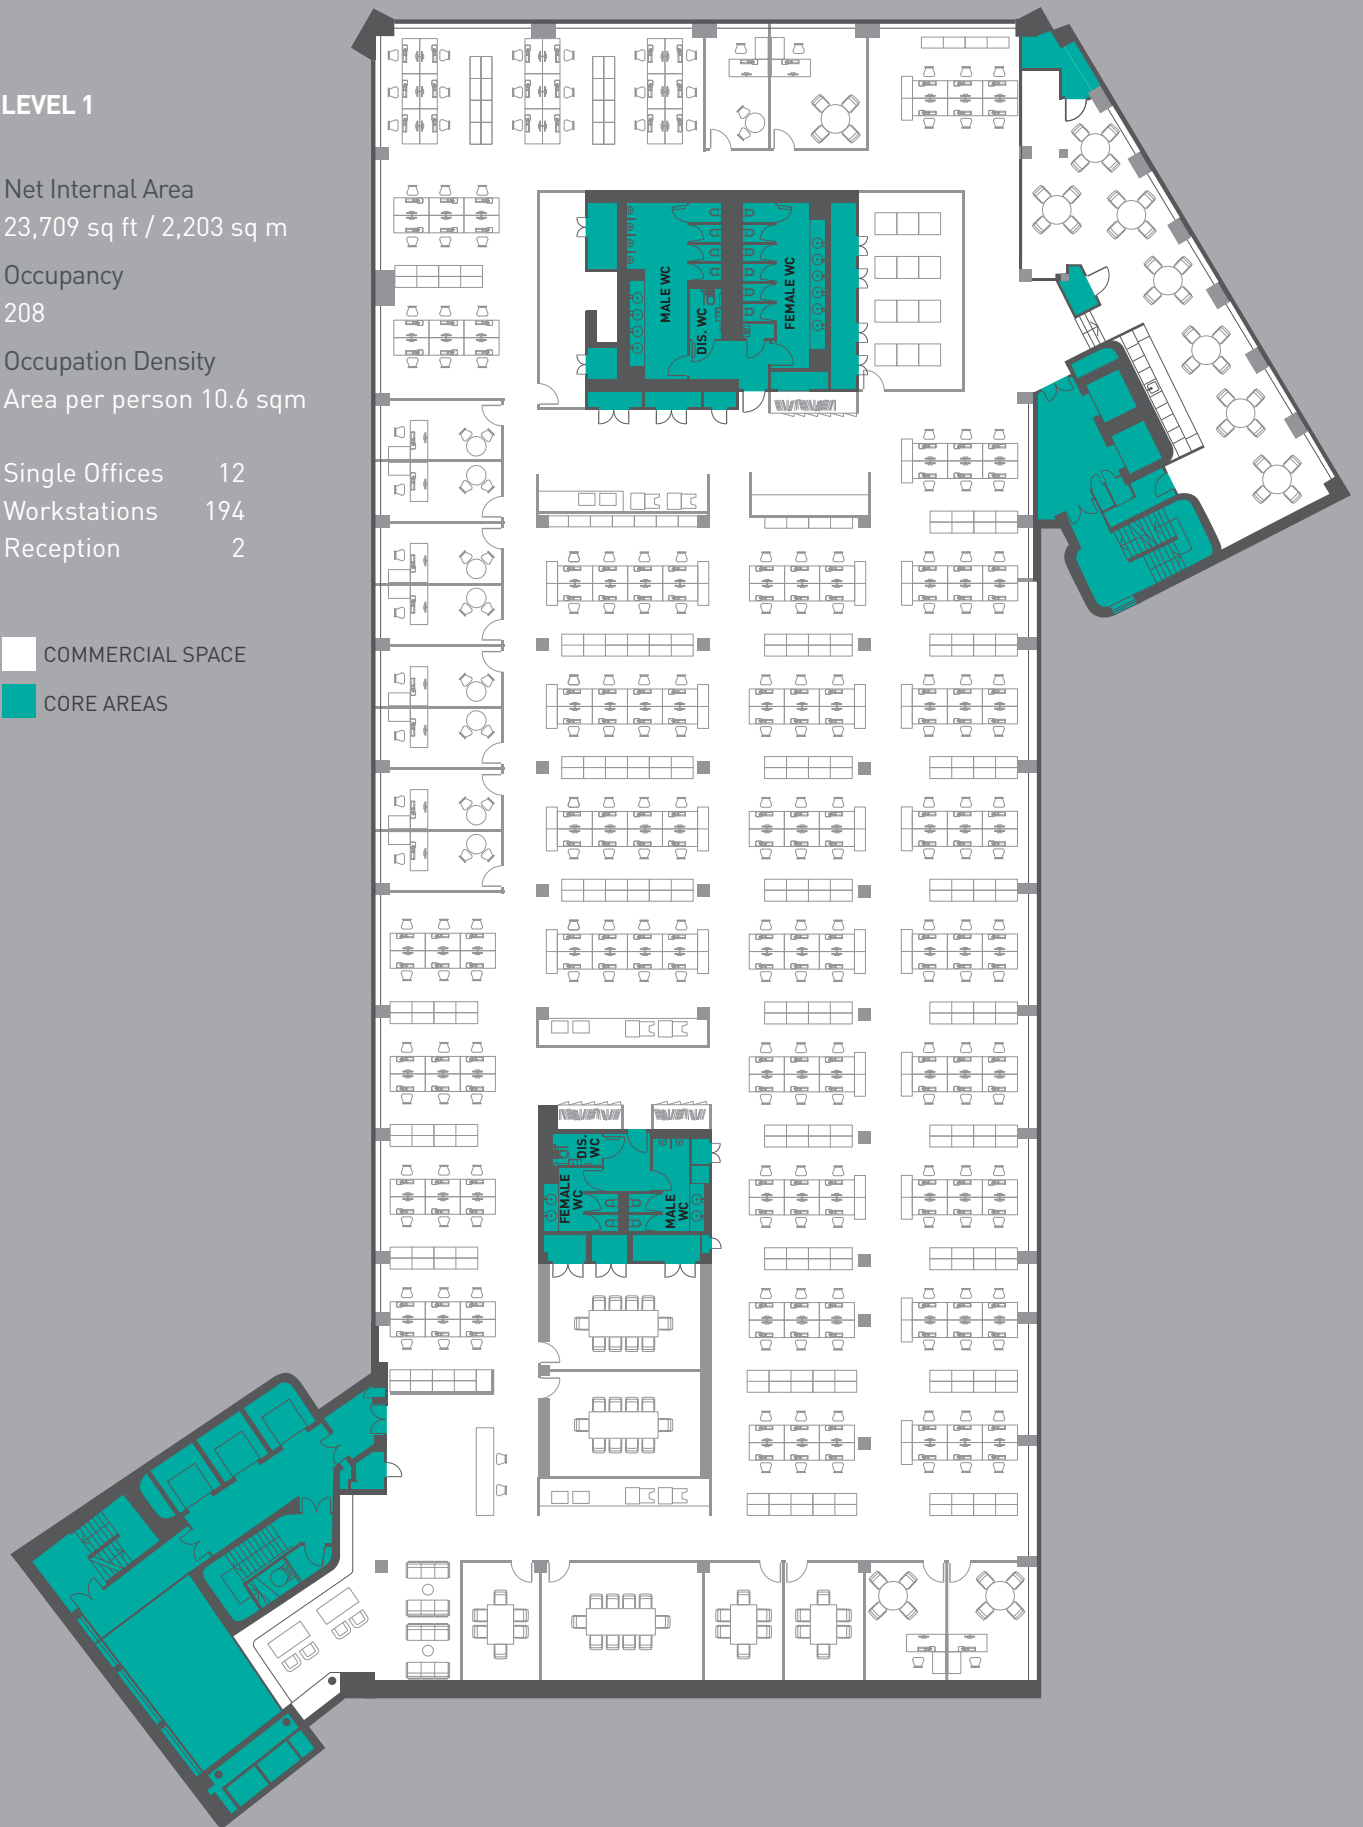 LEVEL 1
Net Internal Area
23,709 sq ft / 2,203 sq m
Occupancy
208
Occupation Density
Area per person 10.6 sqm
Single Offices 12
Workstations 194
Reception 2
COMMERCIAL SPACE
CORE AREAS
MALE WC
DIS. WC
FEMALE WC
DIS.
WC
FEMALE
WC
MALE
WC